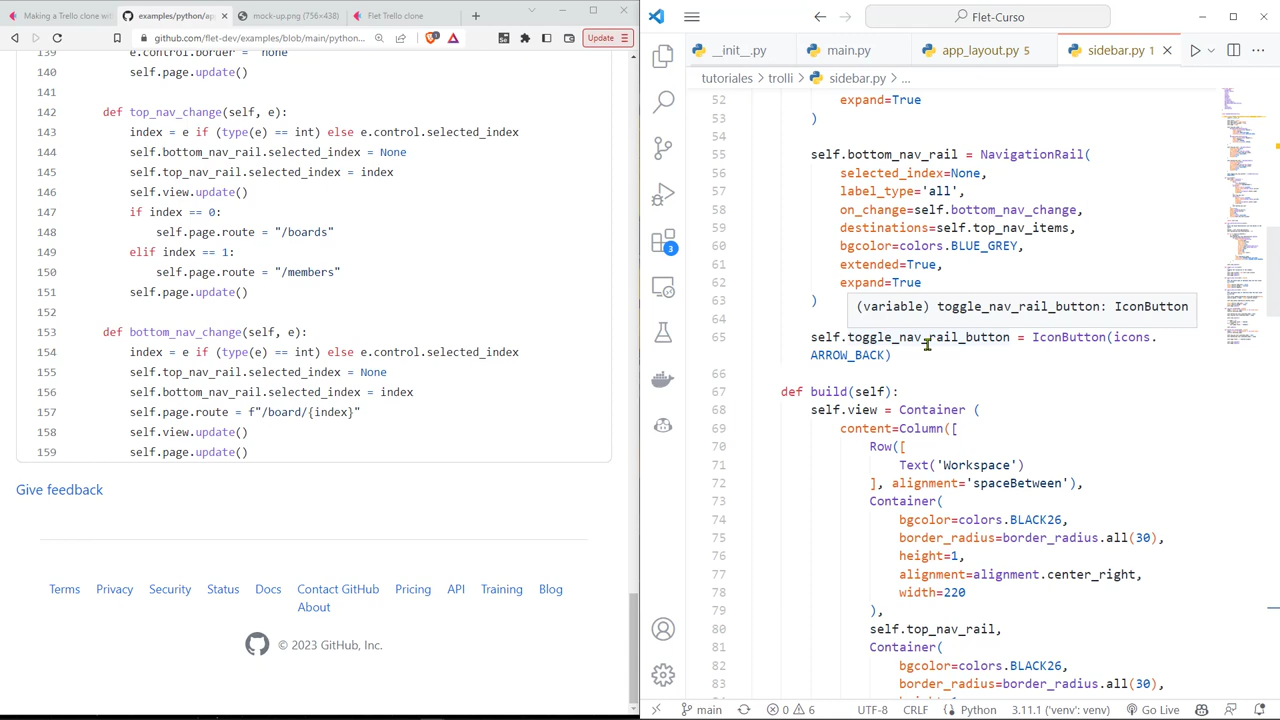 Making a Trello clone wit
examples/python/ap
mock-up.png (756×438)
Flet Trello clone
github.com/flet-dev/examples/blob/main/python/ap
Update
139 e.control.border = "none"
140 self.page.update()
141
142 def top_nav_change(self, e):
143 index = e if (type(e) == int) else e.control.selected_index
144 self.bottom_nav_rail.selected_index = None
145 self.top_nav_rail.selected_index = index
146 self.view.update()
147 if index == 0:
148 self.page.route = "/boards"
149 elif index == 1:
150 self.page.route = "/members"
151 self.page.update()
152
153 def bottom_nav_change(self, e):
154 index = e if (type(e) == int) else e.control.selected_index
155 self.top_nav_rail.selected_index = None
156 self.bottom_nav_rail.selected_index = index
157 self.page.route = f"/board/{index}"
158 self.view.update()
159 self.page.update()
Give feedback
Terms Privacy Security Status Docs Contact GitHub Pricing API Training Blog
About
© 2023 GitHub, Inc.
Flet-Curso
__init__.py
main.py
app_layout.py 5
sidebar.py 1
tutoriales > trolli > sidebar.py > ...
3
52 expand=True
53 )
54
55 self.bottom_nav_rail = NavigationRail(
56 selected_index=None,
57 label_type='all',
58 on_change=self.bottom_nav_change,
59 destinations=self.bottom_nav_items,
60 bgcolor=colors.BLUE_GREY,
61 extended=True,
62 expand=True
63
(variable) toggle_nav_rail_button: IconButton
64
65 self.toggle_nav_rail_button = IconButton(icons.
ARROW_BACK)
66
67 def build(self):
68 self.view = Container (
69 content=Column([
70 Row([
71 Text('Workspace')
72 ], alignment='spaceBetween'),
73 Container(
74 bgcolor=colors.BLACK26,
75 border_radius=border_radius.all(30),
76 height=1,
77 alignment=alignment.center_right,
78 width=220
79 ),
80 self.top_nav_rail,
81 Container(
82 bgcolor=colors.BLACK26,
83 border_radius=border_radius.all(30),
main
0 6
UTF-8 CRLF Python 3.11.1 (python: venv) Go Live